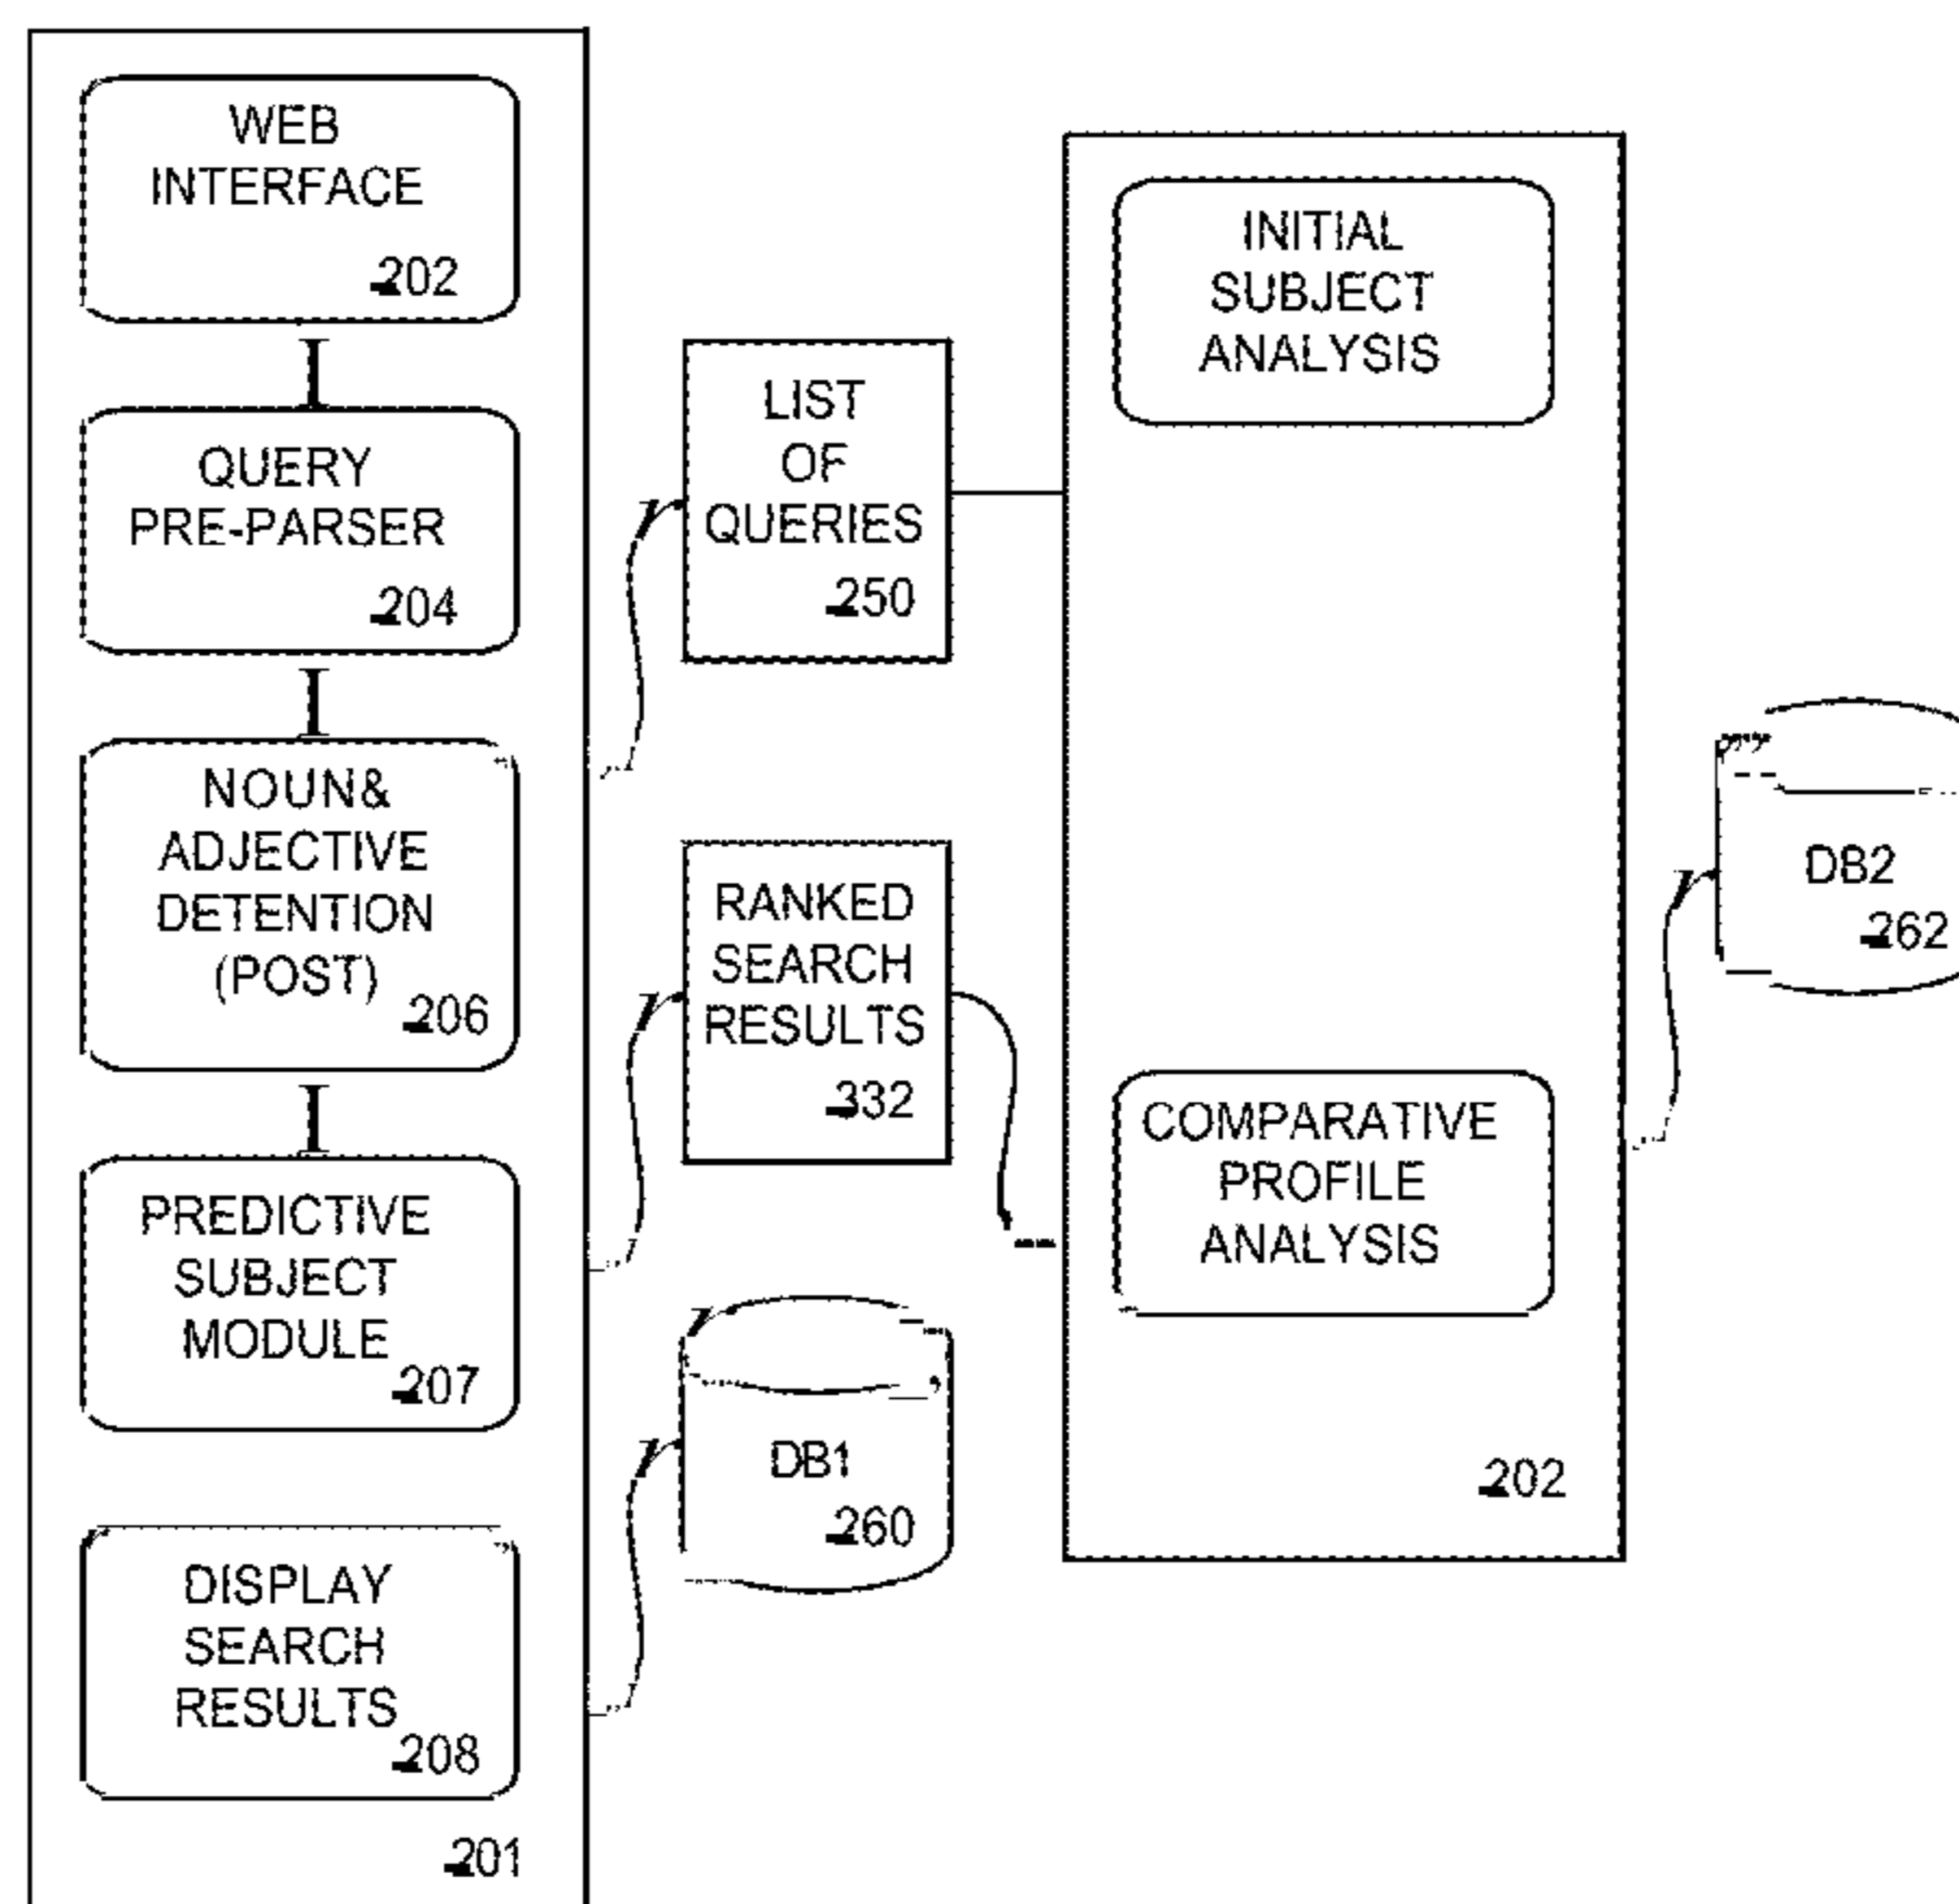 WEB
INTERFACE
202
QUERY
PRE-PARSER
204
NOUN&
ADJECTIVE
DETENTION
(POST)
206
PREDICTIVE
SUBJECT
MODULE
207
DISPLAY
SEARCH
RESULTS
208
201
LIST
OF
QUERIES
250
RANKED
SEARCH
RESULTS
332
DB1
260
INITIAL
SUBJECT
ANALYSIS
COMPARATIVE
PROFILE
ANALYSIS
202
DB2
262